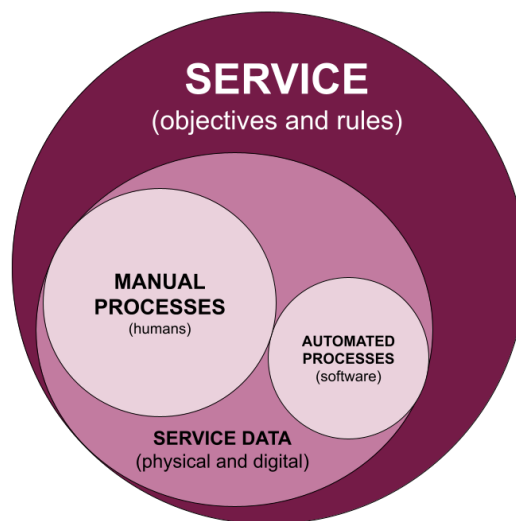 SERVICE
(objectives and rules)
MANUAL
PROCESSES
(humans)
AUTOMATED
PROCESSES
(software)
SERVICE DATA
(physical and digital)